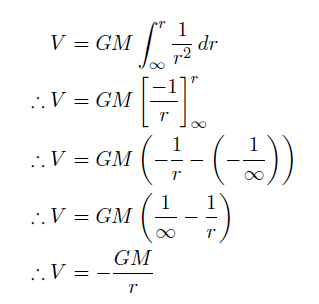 V = GM ∫_∞^r 1/r² dr
∴ V = GM [-1/r]_∞^r
∴ V = GM (-1/r - (-1/∞))
∴ V = GM (1/∞ - 1/r)
∴ V = -GM/r